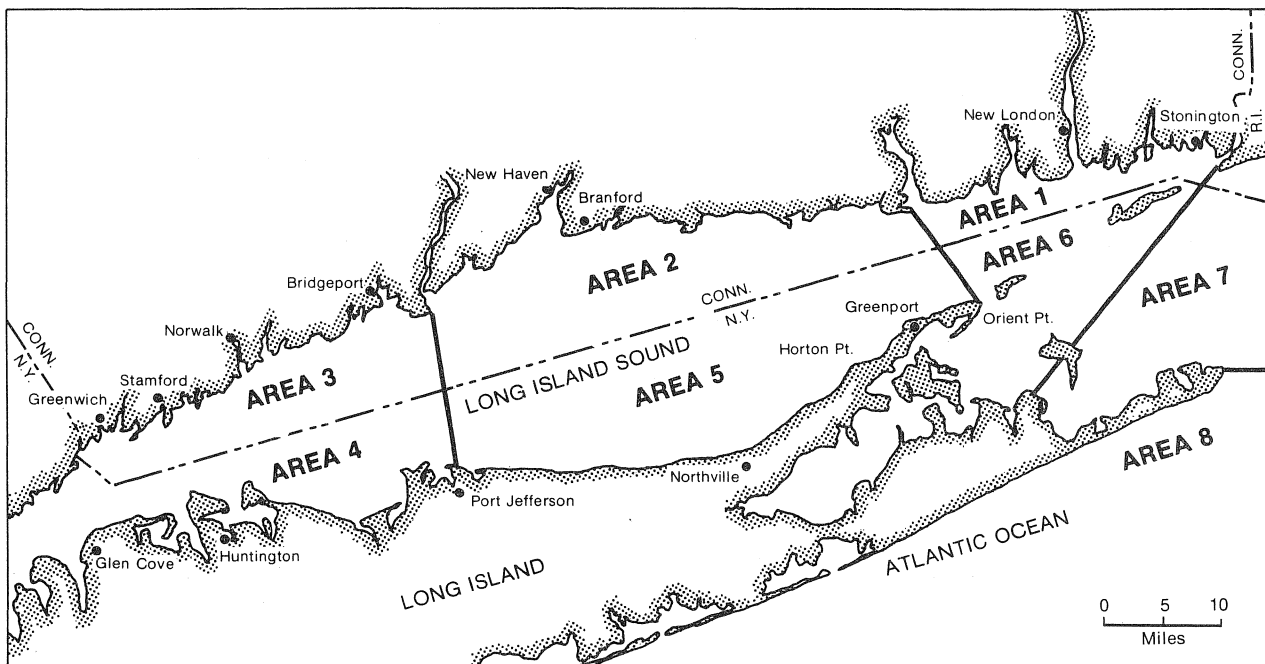 CONN.
R.I.
New London
Stonington
New Haven
Branford
AREA 1
AREA 6
AREA 2
AREA 7
Bridgeport
CONN.
N.Y.
Greenport
Orient Pt.
Norwalk
CONN.
N.Y.
Horton Pt.
LONG ISLAND SOUND
AREA 5
Stamford
AREA 3
Greenwich
AREA 4
AREA 8
Northville
Port Jefferson
Glen Cove
Huntington
LONG ISLAND
ATLANTIC OCEAN
0 5 10
Miles